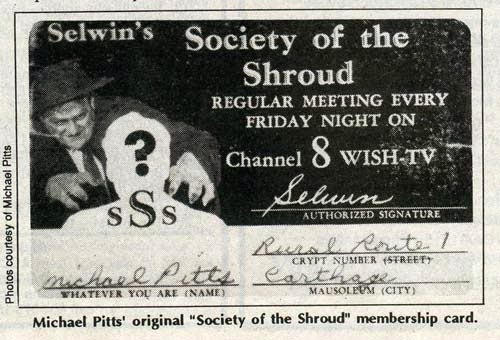 Selwin's
Society of the
Shroud
REGULAR MEETING EVERY
FRIDAY NIGHT ON
Channel 8 WISH-TV
?
sSs
Selwin
AUTHORIZED SIGNATURE
Rural Route 1
CRYPT NUMBER (STREET)
Michael Pitts
Carthage
WHATEVER YOU ARE (NAME)
MAUSOLEUM (CITY)
Photos courtesy of Michael Pitts
Michael Pitts' original "Society of the Shroud" membership card.